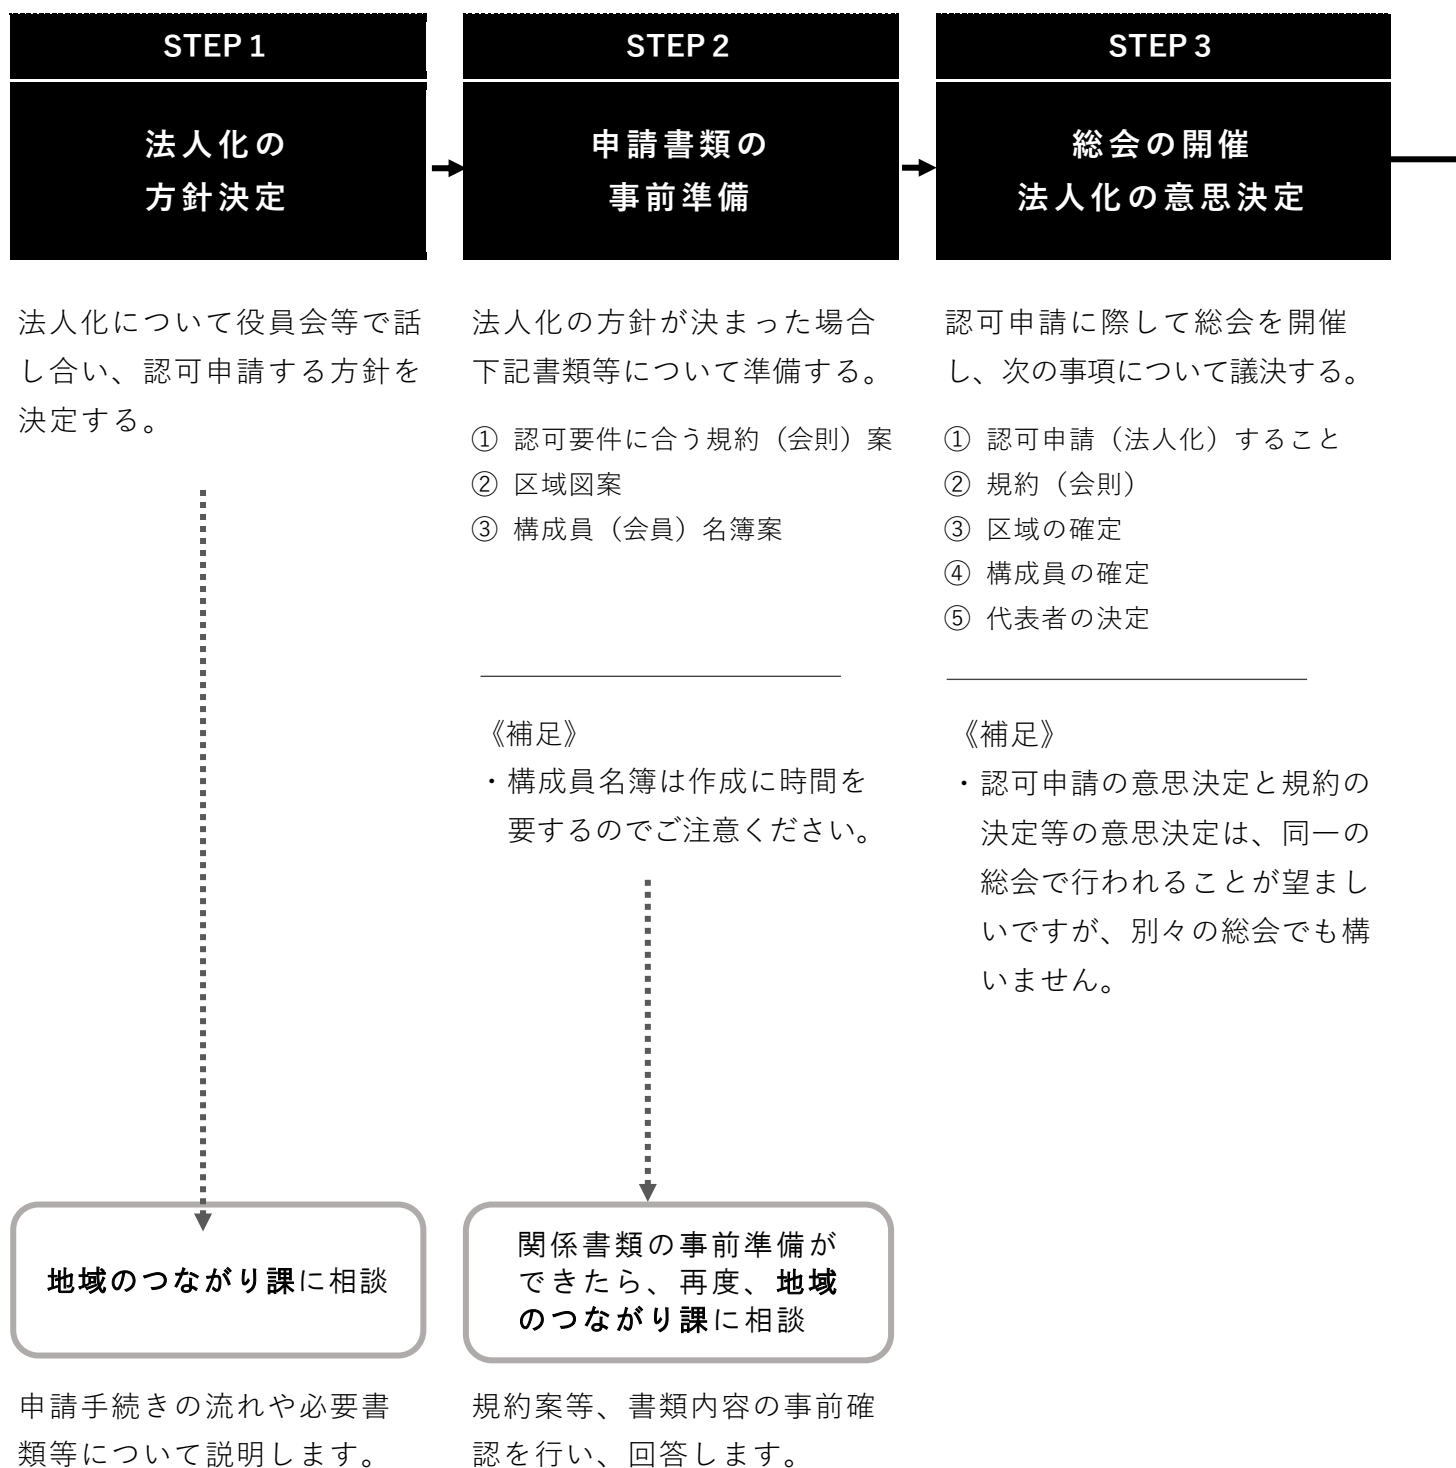 STEP 1
法人化の
方針決定
法人化について役員会等で話
し合い、認可申請する方針を
決定する。
地域のつながり課に相談
申請手続きの流れや必要書
類等について説明します。
STEP 2
申請書類の
事前準備
法人化の方針が決まった場合
下記書類等について準備する。
① 認可要件に合う規約（会則）案
② 区域図案
③ 構成員（会員）名簿案
《補足》
・構成員名簿は作成に時間を
要するのでご注意ください。
関係書類の事前準備が
できたら、再度、地域
のつながり課に相談
規約案等、書類内容の事前確
認を行い、回答します。
STEP 3
総会の開催
法人化の意思決定
認可申請に際して総会を開催
し、次の事項について議決する。
① 認可申請（法人化）すること
② 規約（会則）
③ 区域の確定
④ 構成員の確定
⑤ 代表者の決定
《補足》
・認可申請の意思決定と規約の
決定等の意思決定は、同一の
総会で行われることが望まし
いですが、別々の総会でも構
いません。